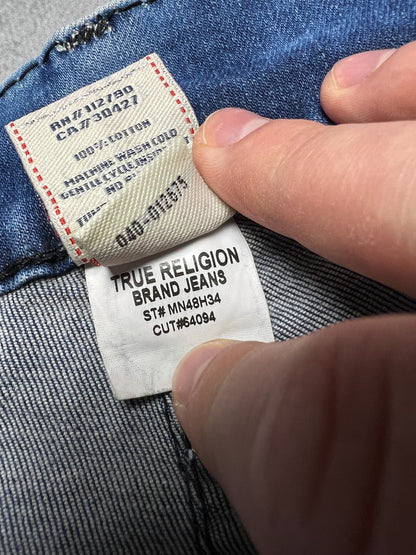 RN#112790
CA#30427
100% COTTON
MACHINE WASH COLD
GENTLE CYCLE, INSIDE
040-012675
TRUE RELIGION
BRAND JEANS
ST# MN48H34
CUT#64094